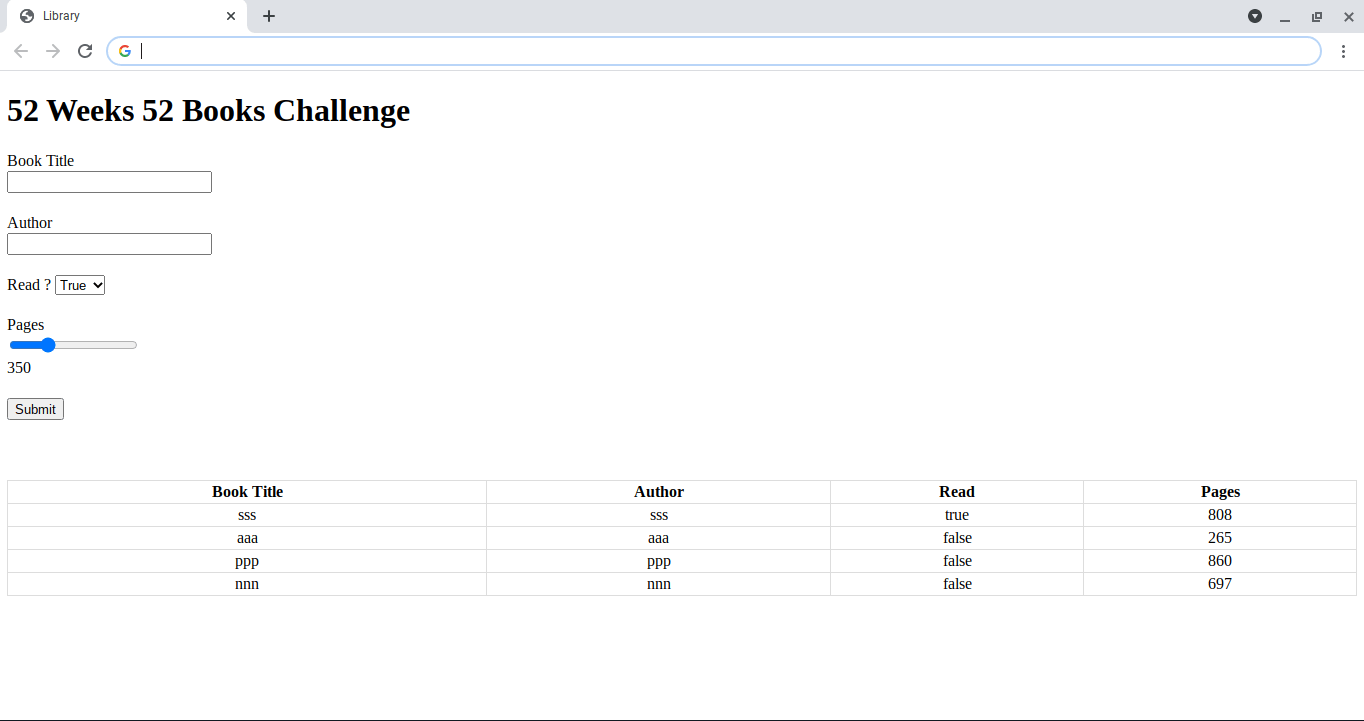 Library
52 Weeks 52 Books Challenge
Book Title
Author
Read ? True
Pages
350
Submit
Book Title Author Read Pages
sss sss true 808
aaa aaa false 265
ppp ppp false 860
nnn nnn false 697